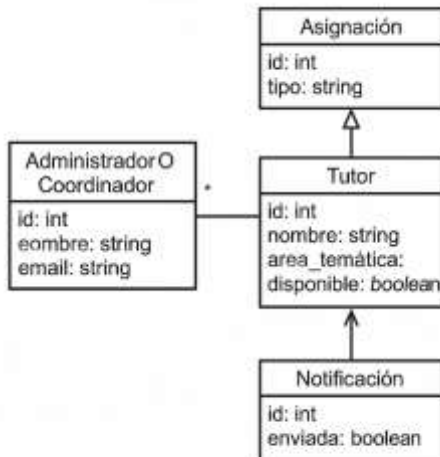 Asignación
id: int
tipo: string
AdministradorO
Coordinador
*
id: int
eombre: string
email: string
Tutor
id: int
nombre: string
area_temática:
disponible: boolean
Notificación
id: int
enviada: boolean